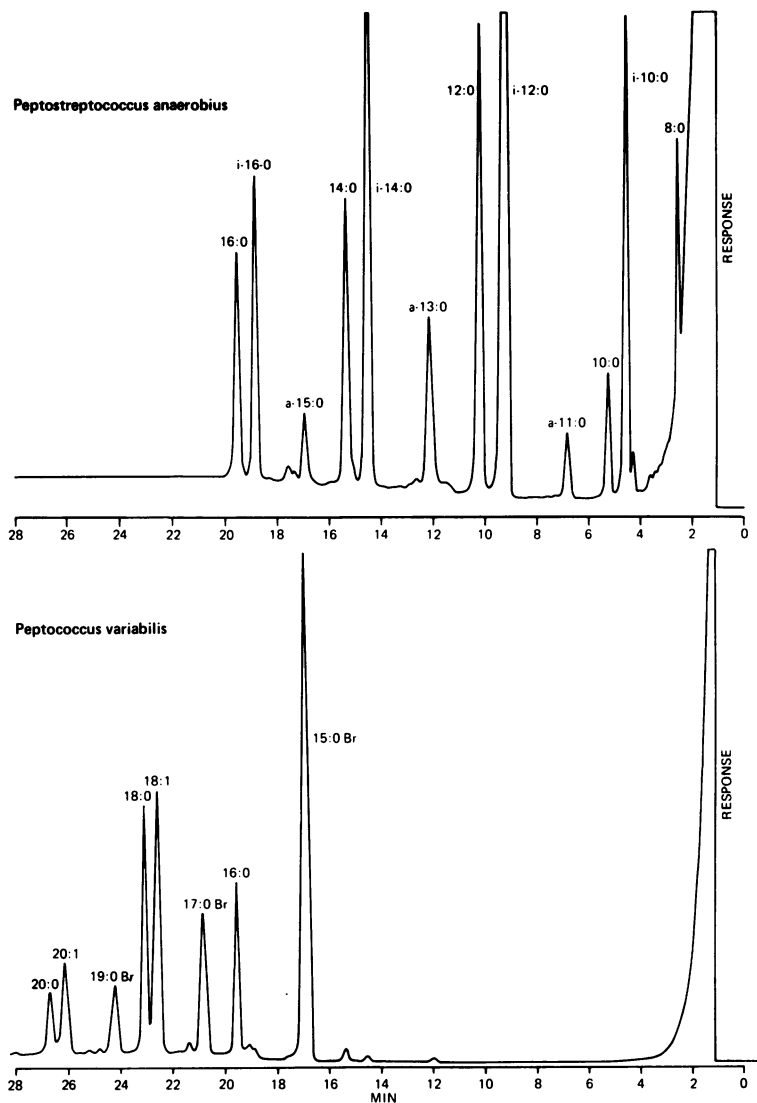 Peptostreptococcus anaerobius
16:0
i-16-0
a-15:0
14:0
i-14:0
a-13:0
12:0
i-12:0
a-11:0
10:0
i-10:0
8:0
RESPONSE
28 26 24 22 20 18 16 14 12 10 8 6 4 2 0
Peptococcus variabilis
20:0
20:1
19:0 Br
18:0
18:1
17:0 Br
16:0
15:0 Br
RESPONSE
28 26 24 22 20 18 16 14 12 10 8 6 4 2 0
MIN